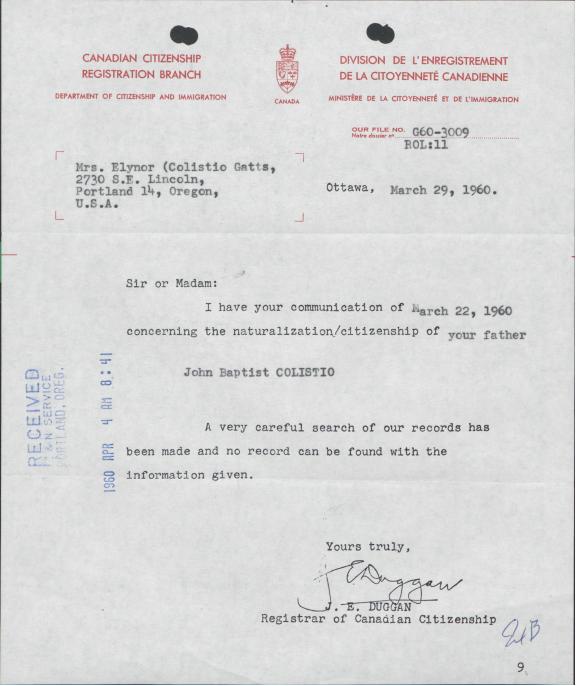 CANADIAN CITIZENSHIP
REGISTRATION BRANCH
DEPARTMENT OF CITIZENSHIP AND IMMIGRATION
CANADA
DIVISION DE L'ENREGISTREMENT
DE LA CITOYENNETÉ CANADIENNE
MINISTÈRE DE LA CITOYENNETÉ ET DE L'IMMIGRATION
OUR FILE NO. G60-3009
Notre dossier nº
ROL:11
Mrs. Elynor (Colistio Gatts,
2730 S.E. Lincoln,
Portland 14, Oregon,
U.S.A.
Ottawa, March 29, 1960.
Sir or Madam:
I have your communication of March 22, 1960
concerning the naturalization/citizenship of your father
John Baptist COLISTIO
A very careful search of our records has
been made and no record can be found with the
information given.
RECEIVED
I & N SERVICE
PORTLAND, OREG.
1960 APR 4 AM 8:41
Yours truly,
J E Duggan
J. E. DUGGAN
Registrar of Canadian Citizenship
9